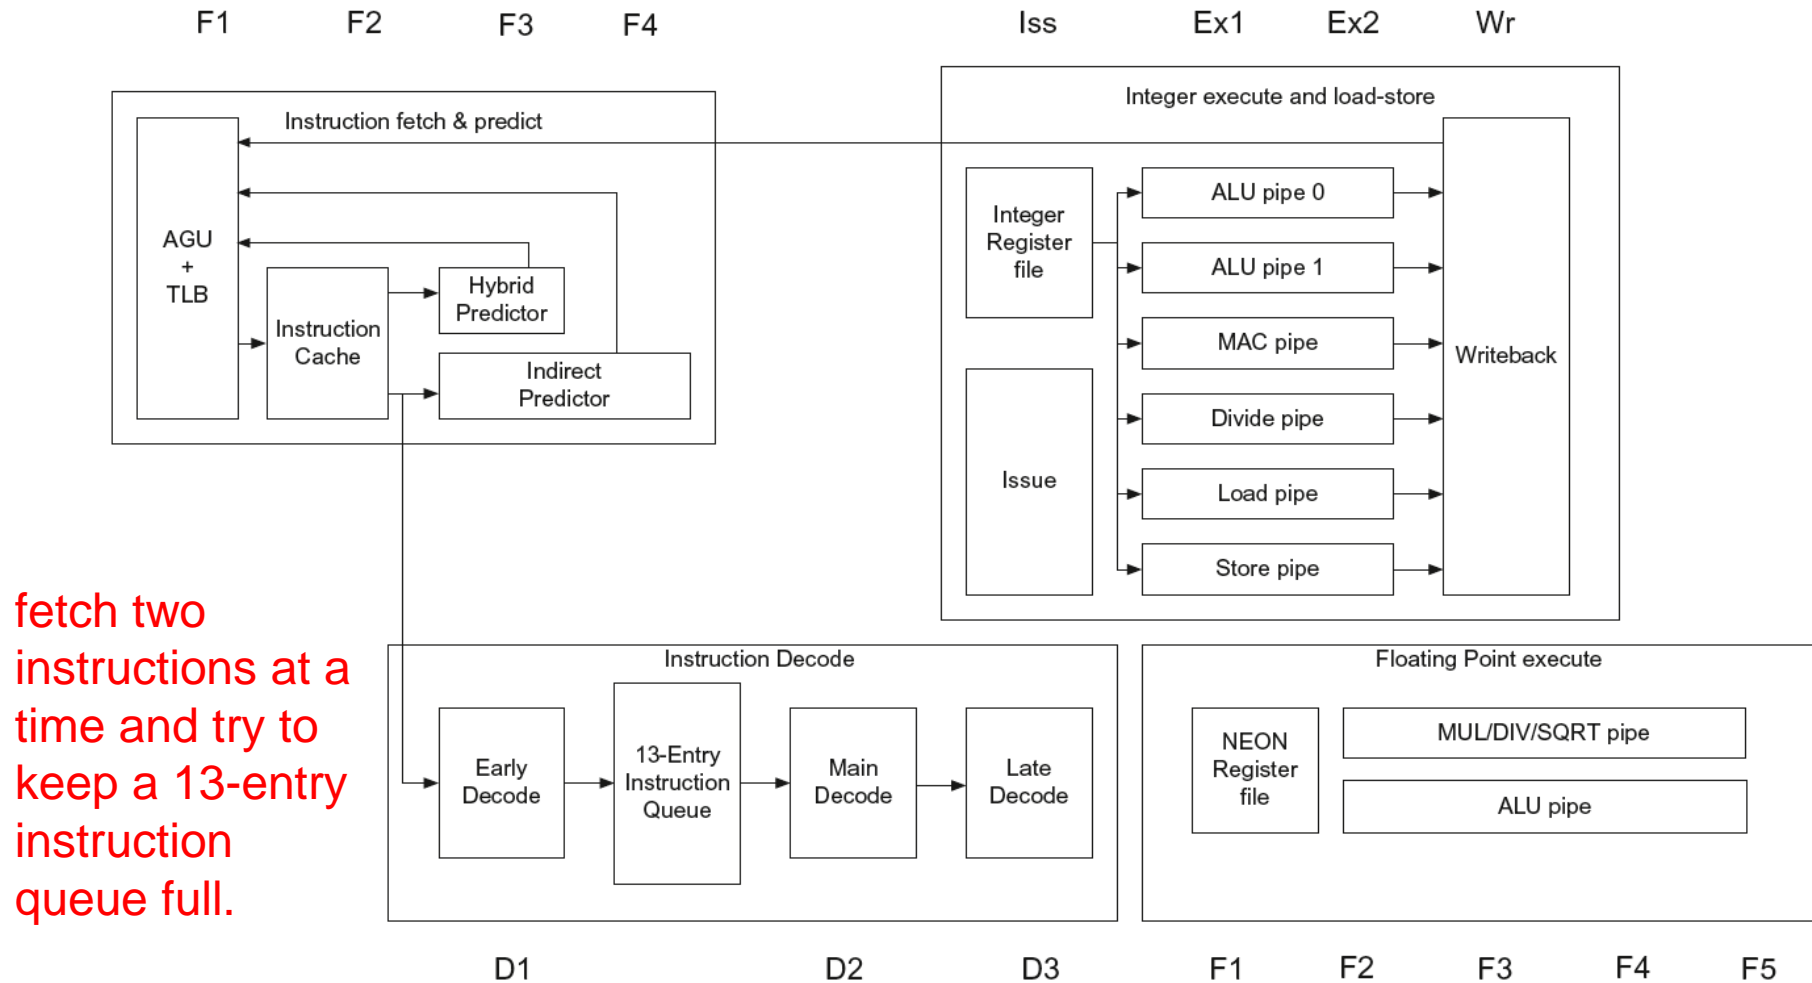 F1 F2 F3 F4 Iss Ex1 Ex2 Wr
Instruction fetch & predict
AGU
+
TLB
Instruction
Cache
Hybrid
Predictor
Indirect
Predictor
Integer execute and load-store
Integer
Register
file
Issue
ALU pipe 0
ALU pipe 1
MAC pipe
Divide pipe
Load pipe
Store pipe
Writeback
fetch two
instructions at a
time and try to
keep a 13-entry
instruction
queue full.
Instruction Decode
Early
Decode
13-Entry
Instruction
Queue
Main
Decode
Late
Decode
Floating Point execute
NEON
Register
file
MUL/DIV/SQRT pipe
ALU pipe
D1 D2 D3 F1 F2 F3 F4 F5